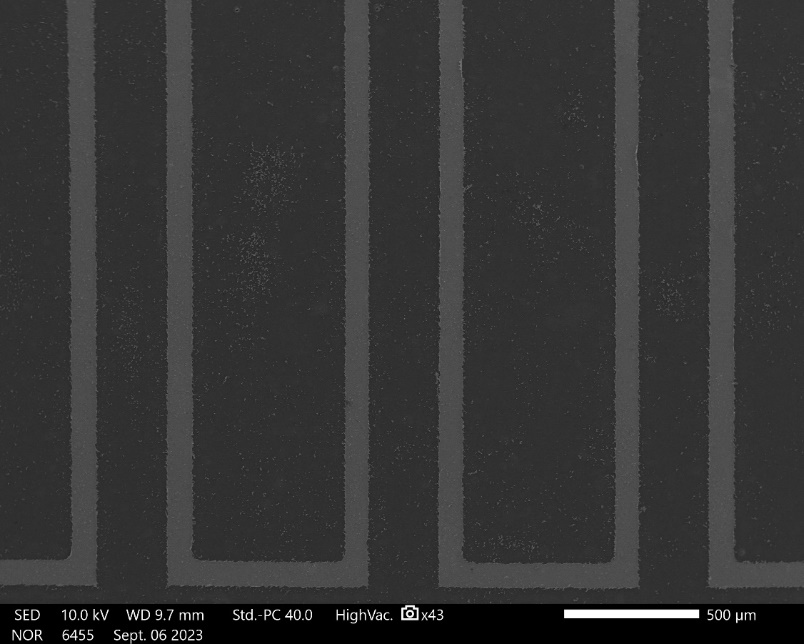 SED 10.0 kV WD 9.7 mm Std.-PC 40.0 HighVac. x43 500 µm
NOR 6455 Sept. 06 2023